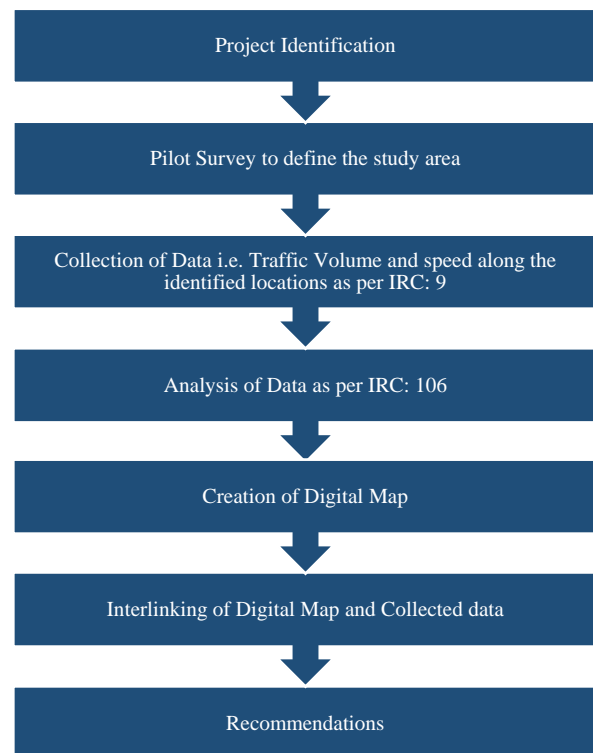 Project Identification
Pilot Survey to define the study area
Collection of Data i.e. Traffic Volume and speed along the
identified locations as per IRC: 9
Analysis of Data as per IRC: 106
Creation of Digital Map
Interlinking of Digital Map and Collected data
Recommendations